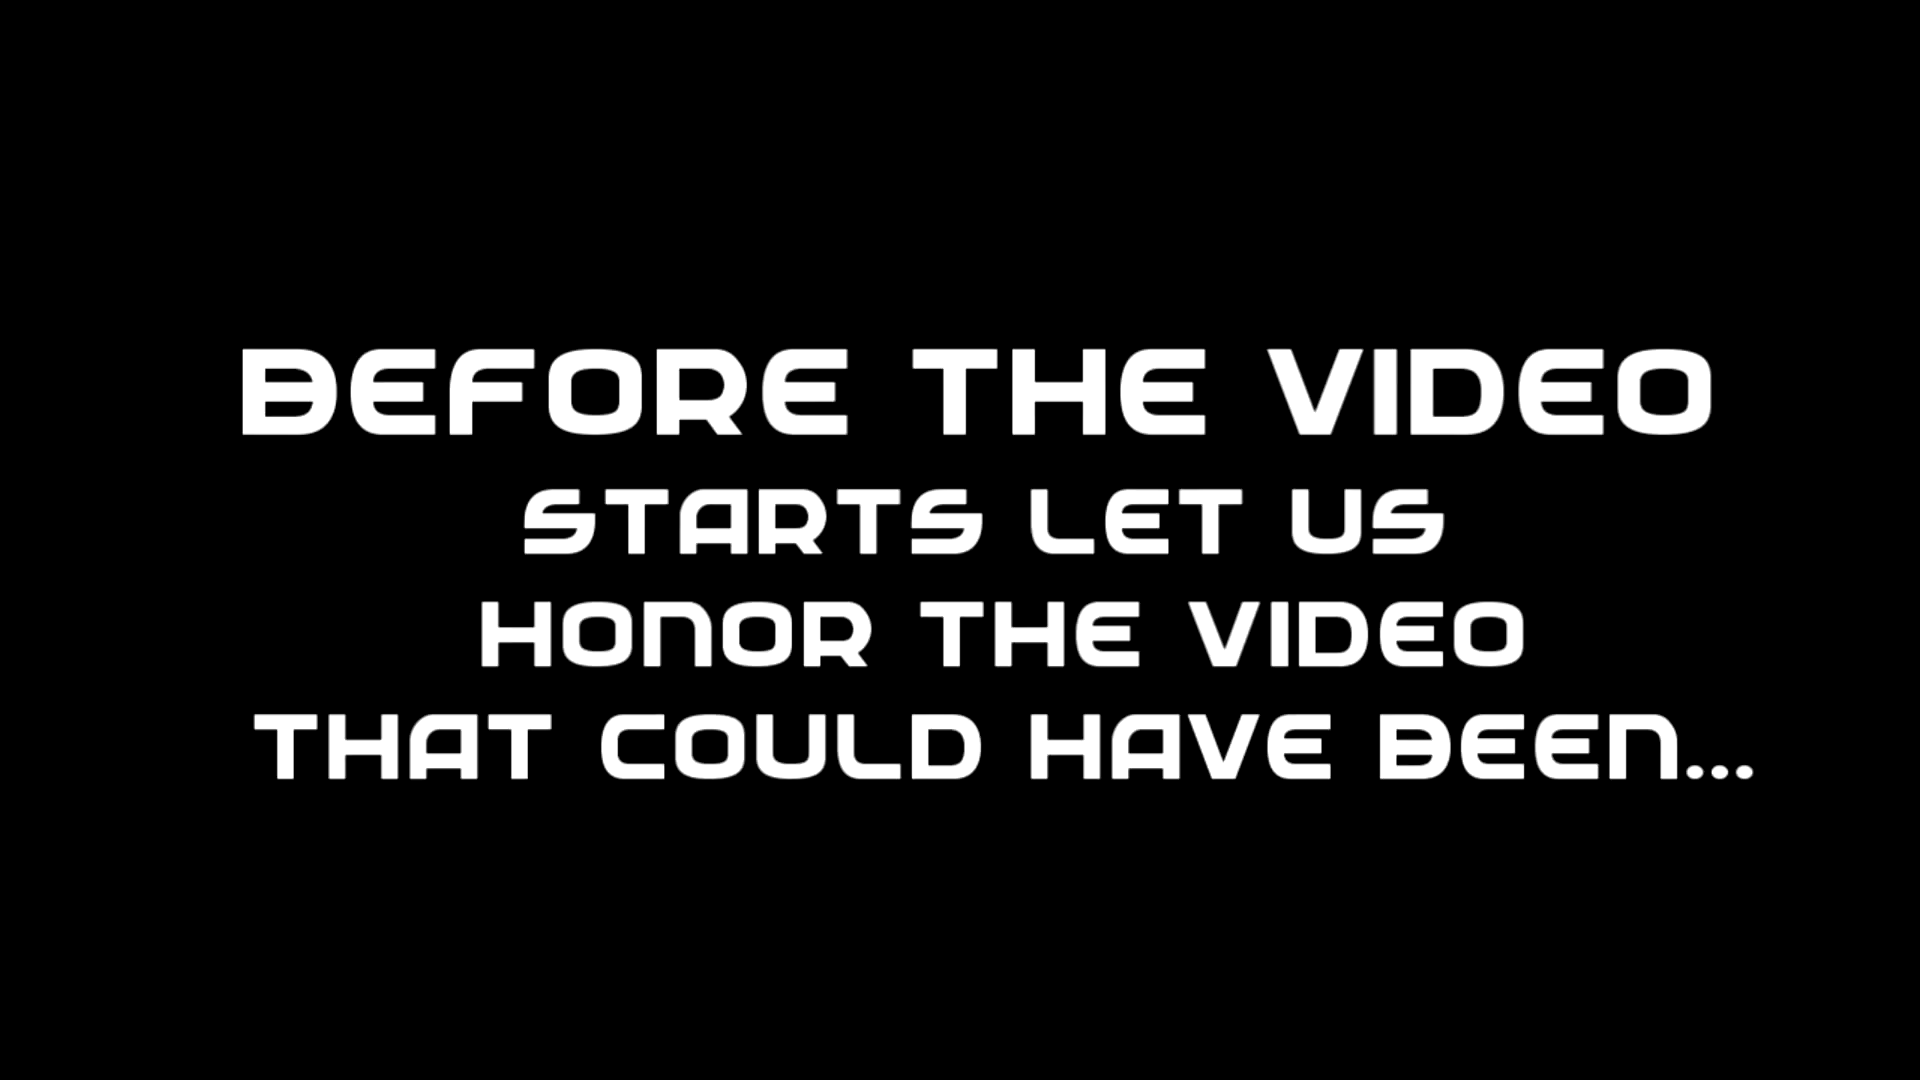 BEFORE THE VIDEO
STARTS LET US
HONOR THE VIDEO
THAT COULD HAVE BEEN...